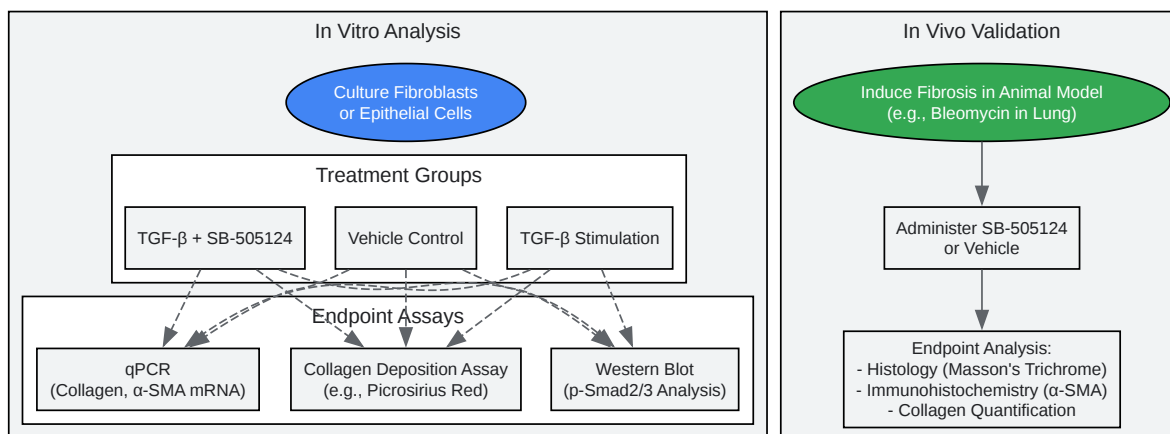 In Vitro Analysis
Culture Fibroblasts
or Epithelial Cells
Treatment Groups
TGF-β + SB-505124
Vehicle Control
TGF-β Stimulation
Endpoint Assays
qPCR
(Collagen, α-SMA mRNA)
Collagen Deposition Assay
(e.g., Picrosirius Red)
Western Blot
(p-Smad2/3 Analysis)
In Vivo Validation
Induce Fibrosis in Animal Model
(e.g., Bleomycin in Lung)
Administer SB-505124
or Vehicle
Endpoint Analysis:
- Histology (Masson's Trichrome)
- Immunohistochemistry (α-SMA)
- Collagen Quantification